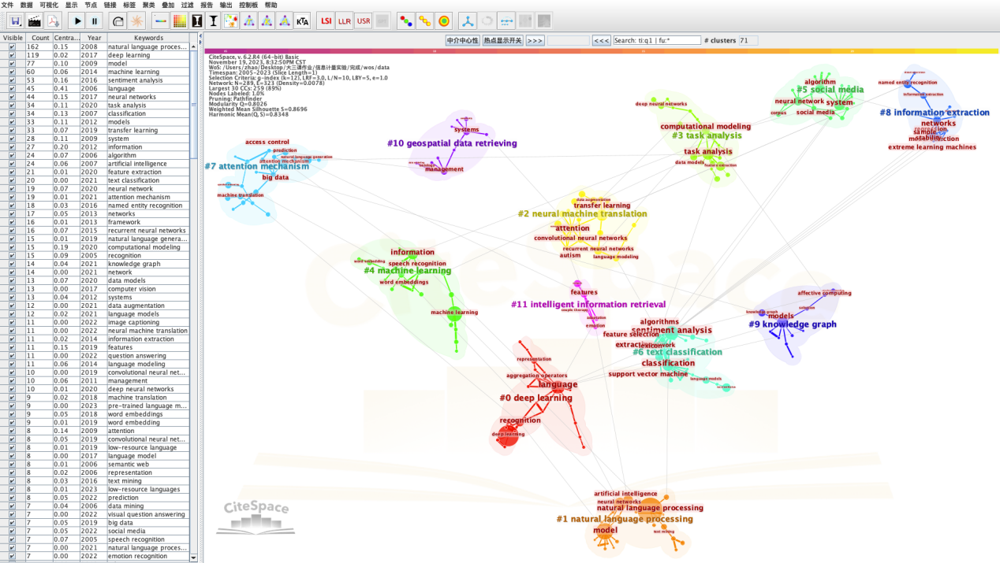 文件 数据 可视化 显示 节点 链接 标签 聚类 叠加 过滤 报告 输出 控制板 帮助
KTA LSI LLR USR
中介中心性 热点显示开关 >>> <<< Search: ti:q1 | fu:* # clusters 71
Visible Count Centra... Year Keywords
162 0.15 2008 natural language proces...
119 0.02 2017 deep learning
77 0.10 2009 model
60 0.06 2014 machine learning
53 0.16 2016 sentiment analysis
45 0.41 2006 language
44 0.15 2017 neural networks
34 0.11 2020 task analysis
34 0.13 2007 classification
33 0.11 2012 models
33 0.07 2019 transfer learning
28 0.11 2009 system
27 0.20 2012 information
24 0.07 2006 algorithm
24 0.06 2007 artificial intelligence
21 0.01 2020 feature extraction
20 0.00 2021 text classification
19 0.07 2020 neural network
19 0.01 2021 attention mechanism
18 0.03 2016 named entity recognition
17 0.05 2013 networks
16 0.01 2013 framework
16 0.07 2015 recurrent neural networks
15 0.01 2019 natural language genera...
15 0.19 2020 computational modeling
15 0.09 2005 recognition
14 0.04 2021 knowledge graph
14 0.00 2021 network
13 0.07 2020 data models
13 0.00 2017 computer vision
13 0.04 2012 systems
12 0.00 2021 data augmentation
12 0.02 2021 language models
11 0.00 2022 image captioning
11 0.00 2022 neural machine translation
11 0.02 2014 information extraction
11 0.15 2019 features
11 0.00 2022 question answering
11 0.06 2014 language modeling
10 0.00 2019 convolutional neural net...
10 0.06 2011 management
10 0.01 2020 deep neural networks
9 0.02 2018 machine translation
9 0.00 2023 pre-trained language m...
9 0.05 2018 word embeddings
9 0.01 2019 word embedding
8 0.14 2009 attention
8 0.05 2019 convolutional neural net...
8 0.01 2019 low-resource language
8 0.00 2017 language model
8 0.01 2006 semantic web
8 0.02 2006 representation
8 0.03 2016 text mining
8 0.01 2023 low-resource languages
8 0.05 2022 prediction
7 0.04 2006 data mining
7 0.00 2022 visual question answering
7 0.05 2019 big data
7 0.05 2022 social media
7 0.07 2005 speech recognition
7 0.00 2021 natural language proces...
7 0.00 2022 emotion recognition
CiteSpace, v. 6.2.R4 (64-bit) Basic
November 19, 2023, 8:32:50PM CST
WoS: /Users/zhao/Desktop/大三课作业/信息计量实验/完成/wos/data
Timespan: 2005-2023 (Slice Length=1)
Selection Criteria: g-index (k=12), LRF=3.0, L/N=10, LBY=5, e=1.0
Network: N=289, E=323 (Density=0.0078)
Largest 30 CCs: 259 (89%)
Nodes Labeled: 1.0%
Pruning: Pathfinder
Modularity Q=0.8026
Weighted Mean Silhouette S=0.8696
Harmonic Mean(Q,S)=0.8348
algorithm
#5 social media
neural network system
corpus social media
named entity recognition
information extraction
#8 information extraction
networks
extreme learning machines
deep neural networks
computational modeling
#3 task analysis
task analysis
data models feature extraction
systems
#10 geospatial data retrieving
management
access control
prediction
natural language generation
attention mechanism
#7 attention mechanism
big data
machine translation
data augmentation
transfer learning
#2 neural machine translation
attention
convolutional neural networks
recurrent neural networks
autism language modeling
information
word embedding speech recognition
#4 machine learning
word embeddings
machine learning
features
#11 intelligent information retrieval
couple therapy
emotion
affective computing
knowledge graph
models
#9 knowledge graph
algorithms
sentiment analysis
feature selection
#6 text classification
classification
support vector machine
language models
representation
aggregation operators
language
#0 deep learning
recognition
deep learning
artificial intelligence
neural networks
natural language processing
#1 natural language processing
model text mining
CiteSpace